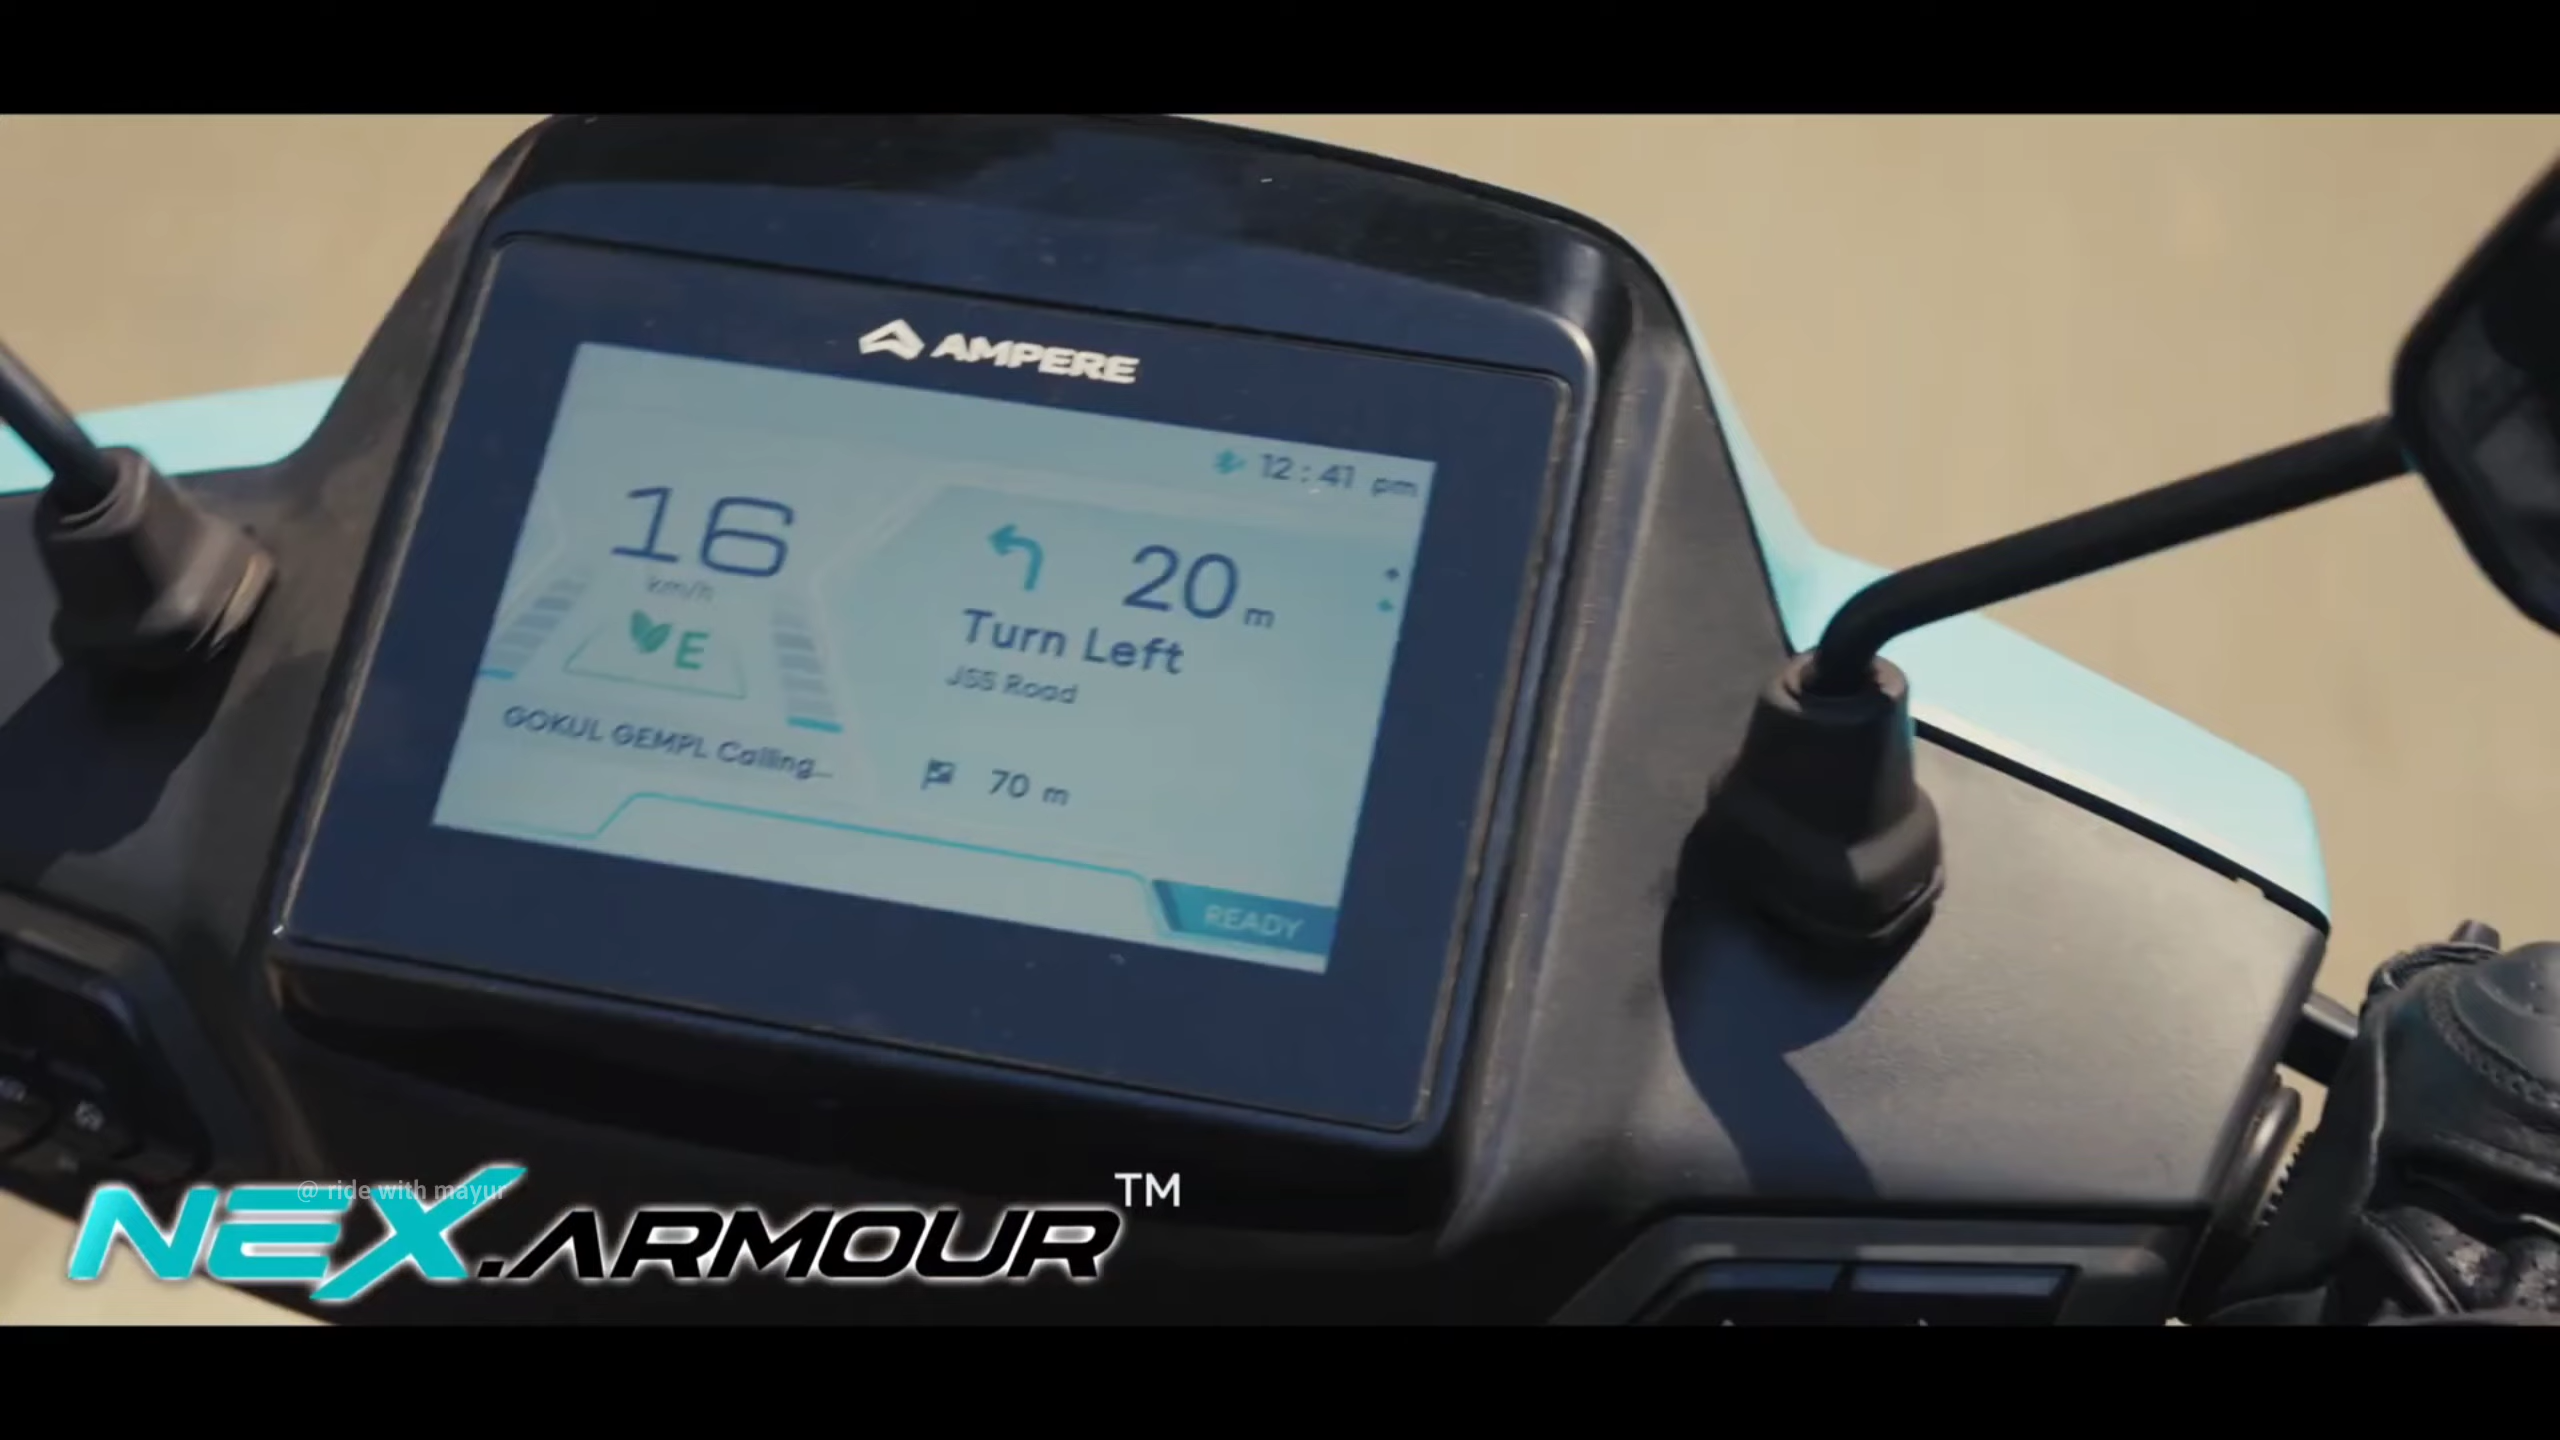 AMPERE
12:41 pm
16
km/h
E
20 m
Turn Left
JSS Road
GOKUL GEMPL Calling...
70 m
READY
@ ride with mayur
NEX.ARMOUR™